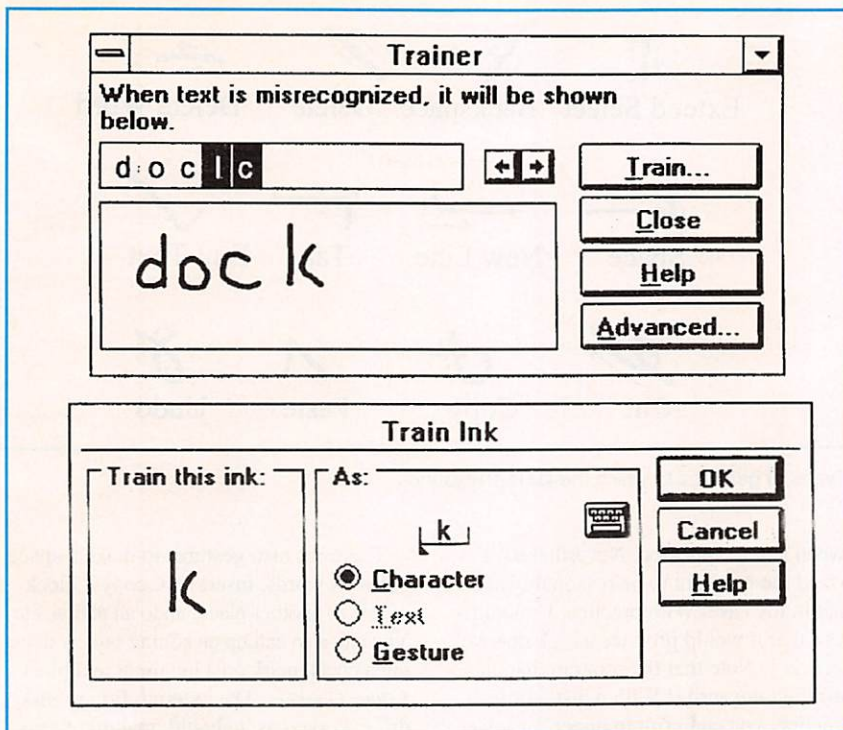 Trainer
When text is misrecognized, it will be shown
below.
d o c l c
Train...
dock
Close
Help
Advanced...
Train Ink
Train this ink:
As:
OK
k
k
Cancel
Character
Help
Text
Gesture